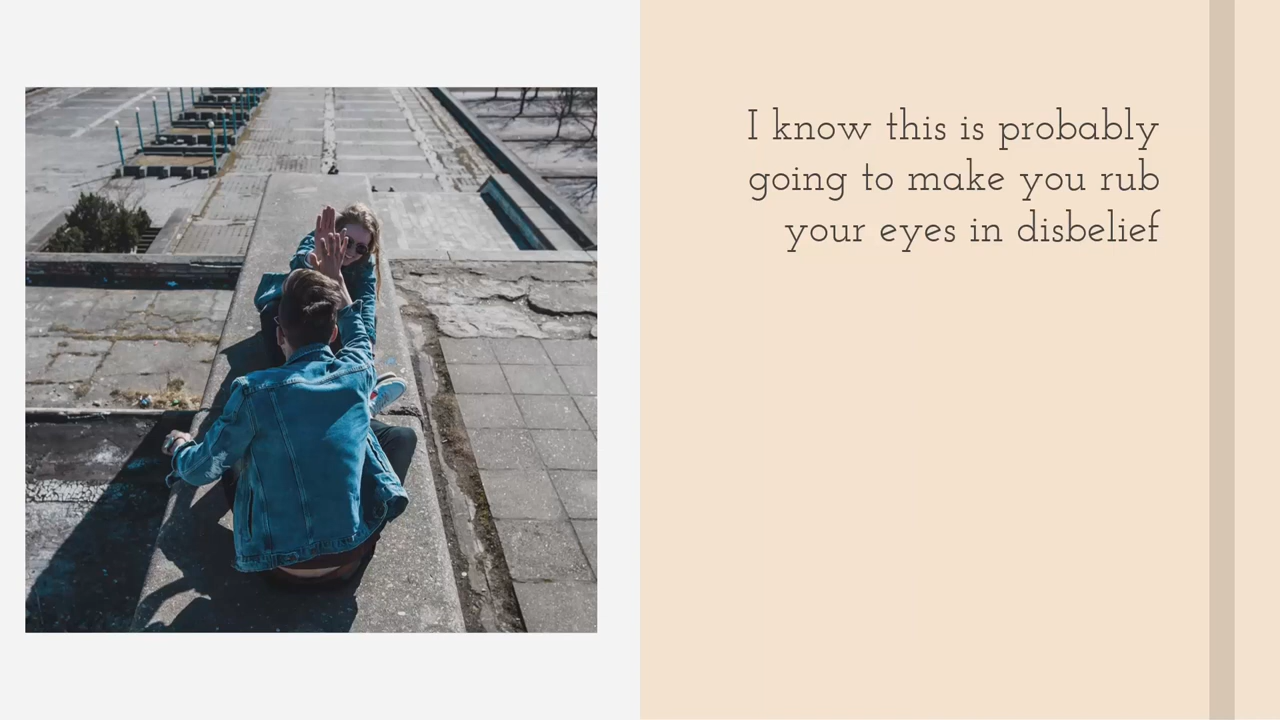 I know this is probably
going to make you rub
your eyes in disbelief